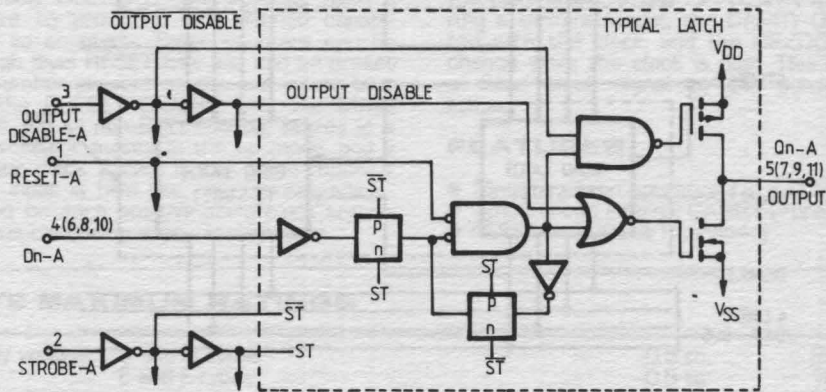 OUTPUT DISABLE
TYPICAL LATCH
VDD
3
OUTPUT DISABLE
OUTPUT
DISABLE-A
1
RESET-A
Qn-A
5(7,9,11)
OUTPUT
ST
4(6,8,10)
p
n
Dn-A
ST
ST
p
n
ST
VSS
ST
2
ST
STROBE-A